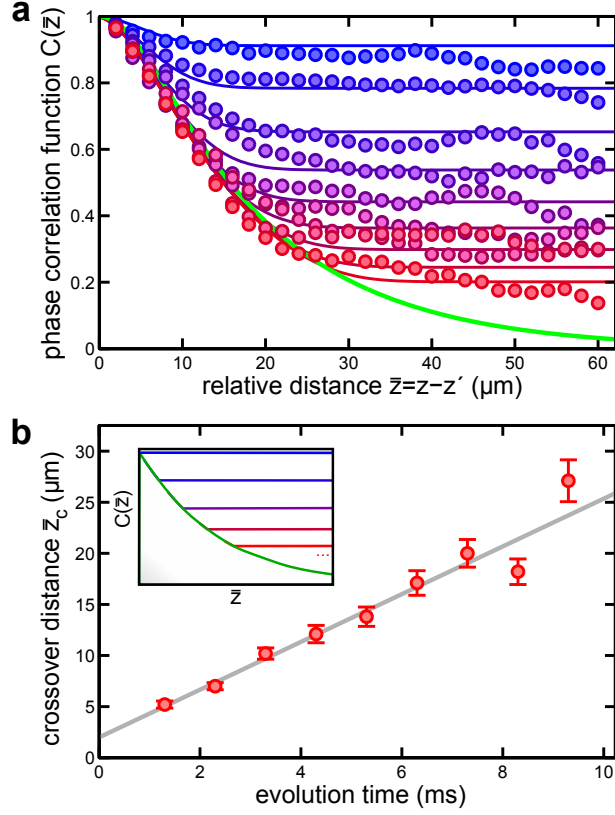 a
phase correlation function C(z̄)
1
0.8
0.6
0.4
0.2
0
0 10 20 30 40 50 60
relative distance z̄=z−z´ (μm)
b
crossover distance z̄c (μm)
30
25
20
15
10
5
0
C(z̄)
z̄
...
0 2 4 6 8 10
evolution time (ms)